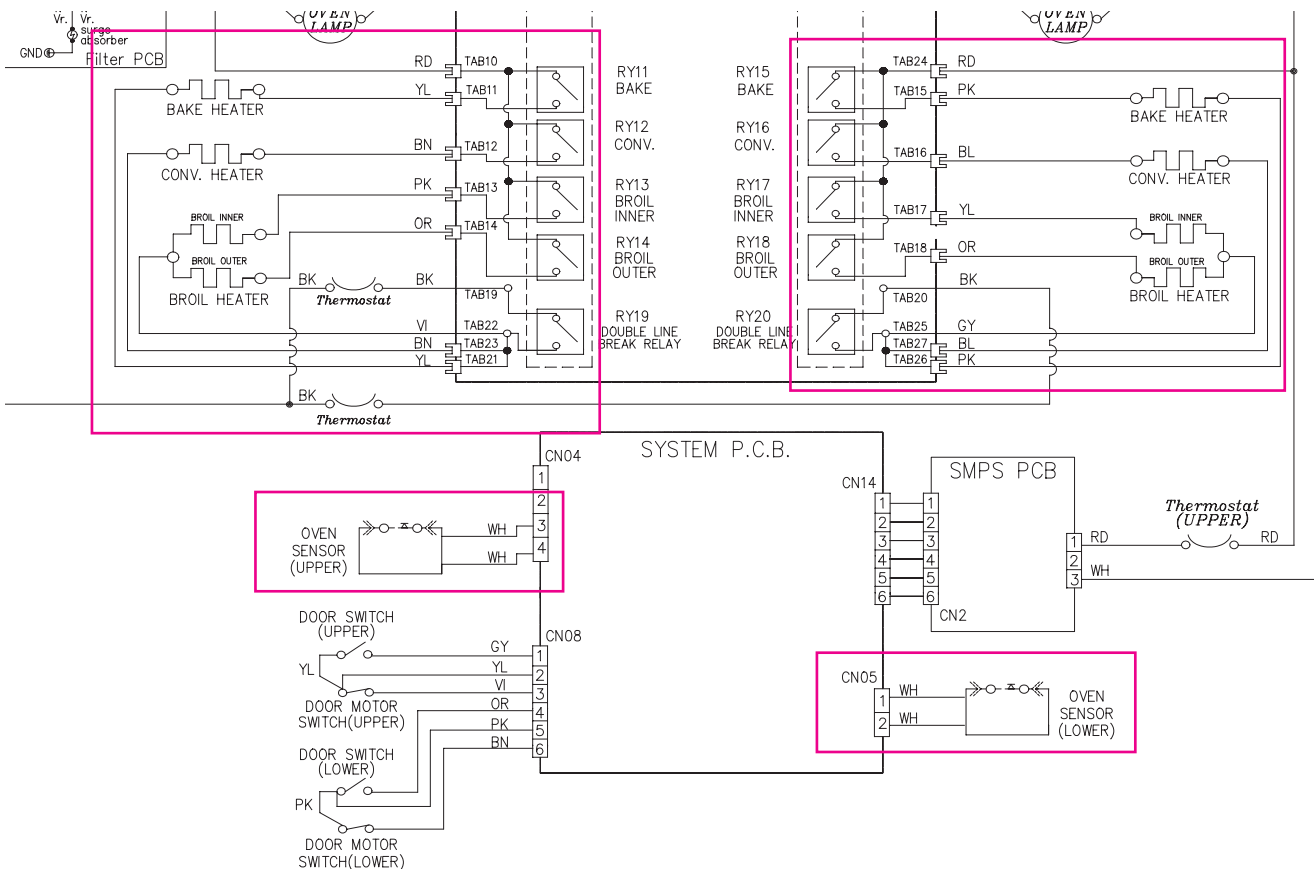 Vr.
Vr.
surge
absorber
GND
Filter PCB
OVEN
LAMP
OVEN
LAMP
RD
TAB10
YL
TAB11
BAKE HEATER
BN
TAB12
CONV. HEATER
PK
TAB13
OR
TAB14
BROIL INNER
BROIL OUTER
BROIL HEATER
BK
Thermostat
BK
TAB19
VI
TAB22
BN
TAB23
YL
TAB21
BK
Thermostat
RY11
BAKE
RY12
CONV.
RY13
BROIL
INNER
RY14
BROIL
OUTER
RY19
DOUBLE LINE
BREAK RELAY
RY15
BAKE
RY16
CONV.
RY17
BROIL
INNER
RY18
BROIL
OUTER
RY20
DOUBLE LINE
BREAK RELAY
TAB24
RD
TAB15
PK
BAKE HEATER
TAB16
BL
CONV. HEATER
TAB17
YL
TAB18
OR
BROIL INNER
BROIL OUTER
BROIL HEATER
TAB20
BK
TAB25
GY
TAB27
BL
TAB26
PK
SYSTEM P.C.B.
CN04
1
2
3
4
WH
WH
OVEN
SENSOR
(UPPER)
CN14
1
2
3
4
5
6
SMPS PCB
1
2
3
4
5
6
CN2
1
2
3
RD
WH
Thermostat
(UPPER)
RD
DOOR SWITCH
(UPPER)
YL
DOOR MOTOR
SWITCH(UPPER)
CN08
GY
1
YL
2
VI
3
OR
4
PK
5
BN
6
DOOR SWITCH
(LOWER)
PK
DOOR MOTOR
SWITCH(LOWER)
CN05
1
WH
2
WH
OVEN
SENSOR
(LOWER)